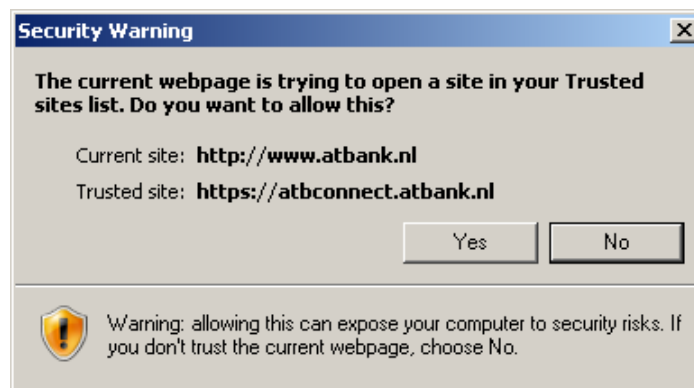 Security Warning
The current webpage is trying to open a site in your Trusted
sites list. Do you want to allow this?
Current site: http://www.atbank.nl
Trusted site: https://atbconnect.atbank.nl
Yes No
Warning: allowing this can expose your computer to security risks. If
you don't trust the current webpage, choose No.